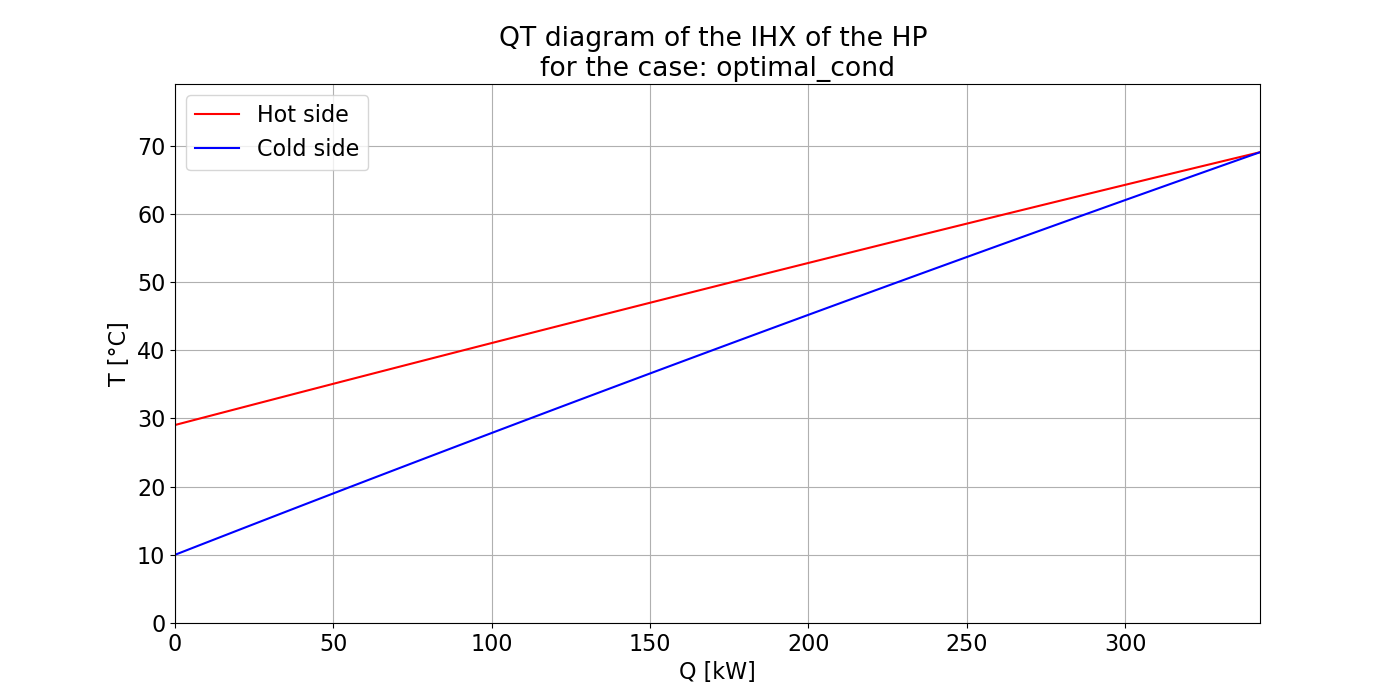 QT diagram of the IHX of the HP
for the case: optimal_cond
Hot side
Cold side
T [°C]
70
60
50
40
30
20
10
0
0 50 100 150 200 250 300
Q [kW]